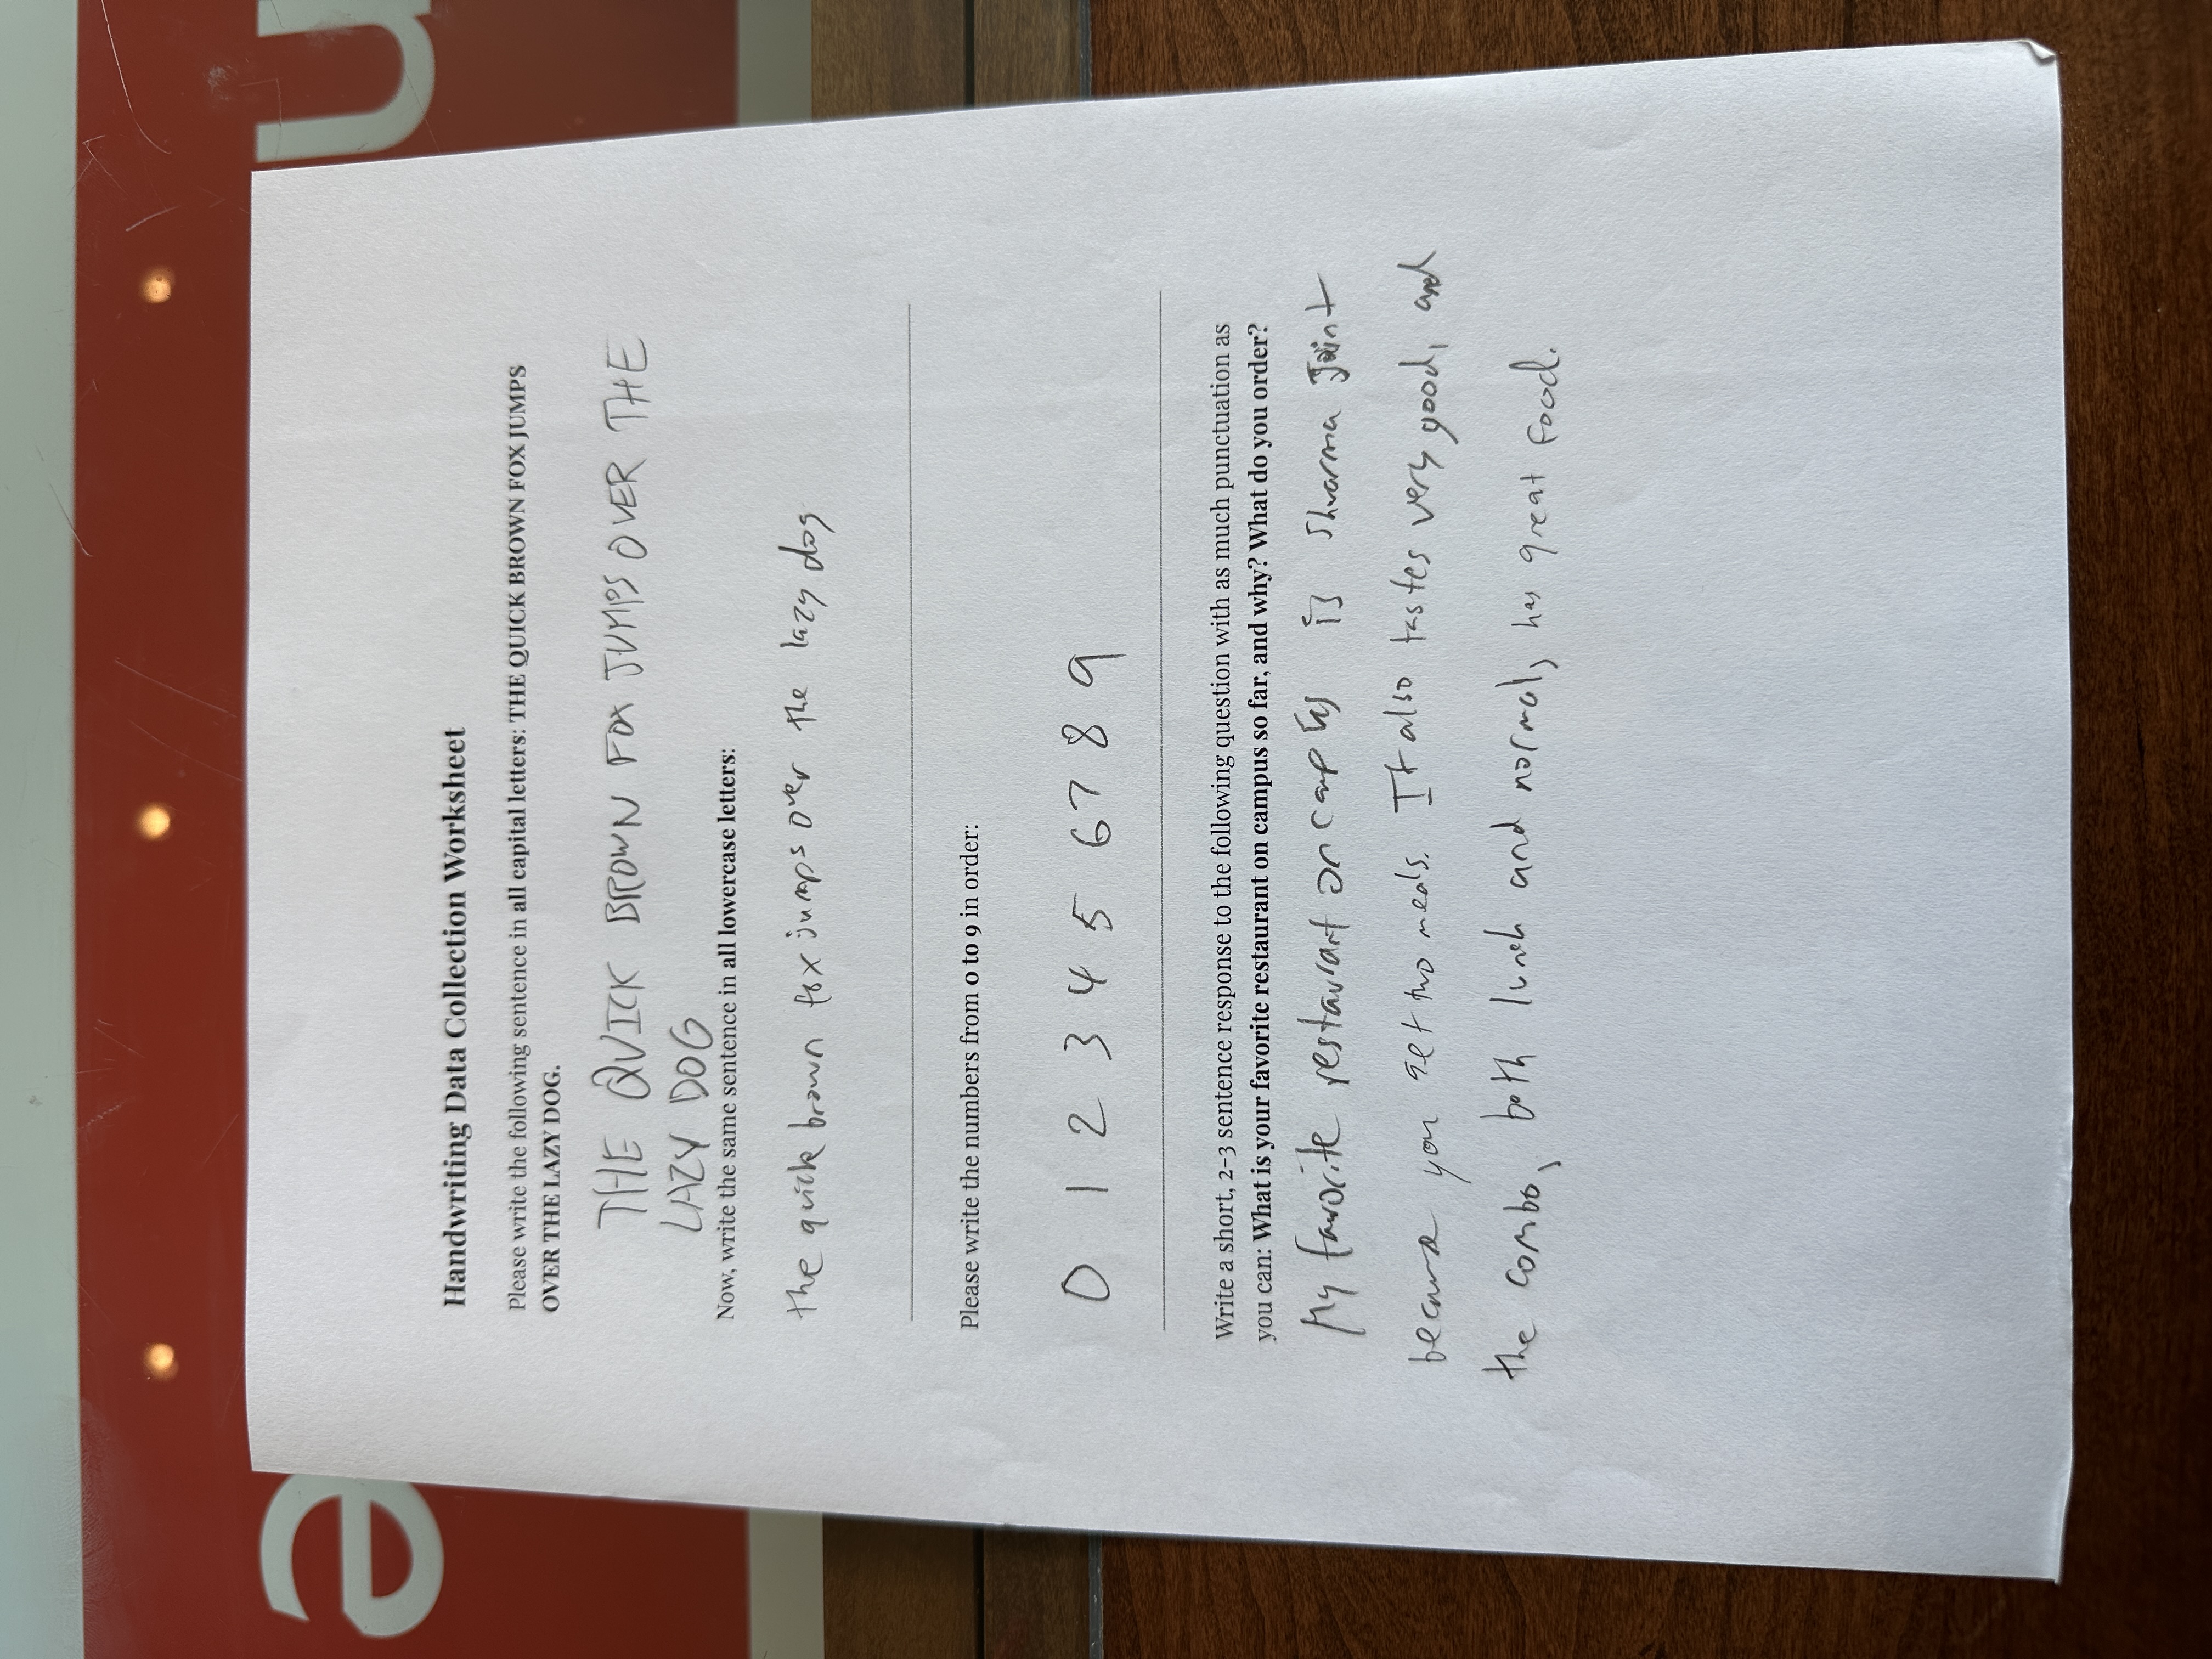 Handwriting Data Collection Worksheet
Please write the following sentence in all capital letters: THE QUICK BROWN FOX JUMPS
OVER THE LAZY DOG.
THE QUICK BROWN FOX JUMPS OVER THE
LAZY DOG
Now, write the same sentence in all lowercase letters:
the quick brown fox jumps over the lazy dog
Please write the numbers from 0 to 9 in order:
0 1 2 3 4 5 6 7 8 9
Write a short, 2-3 sentence response to the following question with as much punctuation as
you can: What is your favorite restaurant on campus so far, and why? What do you order?
My favorite restaurant on campus is Shwarma Joint
because you get two meals. It also tastes very good, and
the combo, both lunch and normal, has great food.